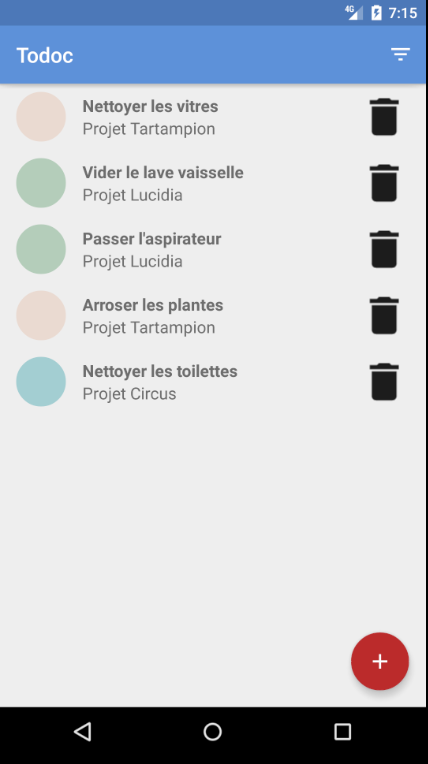 4G 7:15
Todoc
Nettoyer les vitres
Projet Tartampion
Vider le lave vaisselle
Projet Lucidia
Passer l'aspirateur
Projet Lucidia
Arroser les plantes
Projet Tartampion
Nettoyer les toilettes
Projet Circus
+